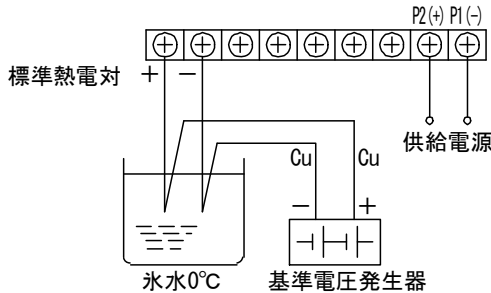 P2(+) P1(-)
標準熱電対 + −
供給電源
Cu Cu
− +
氷水0℃
基準電圧発生器